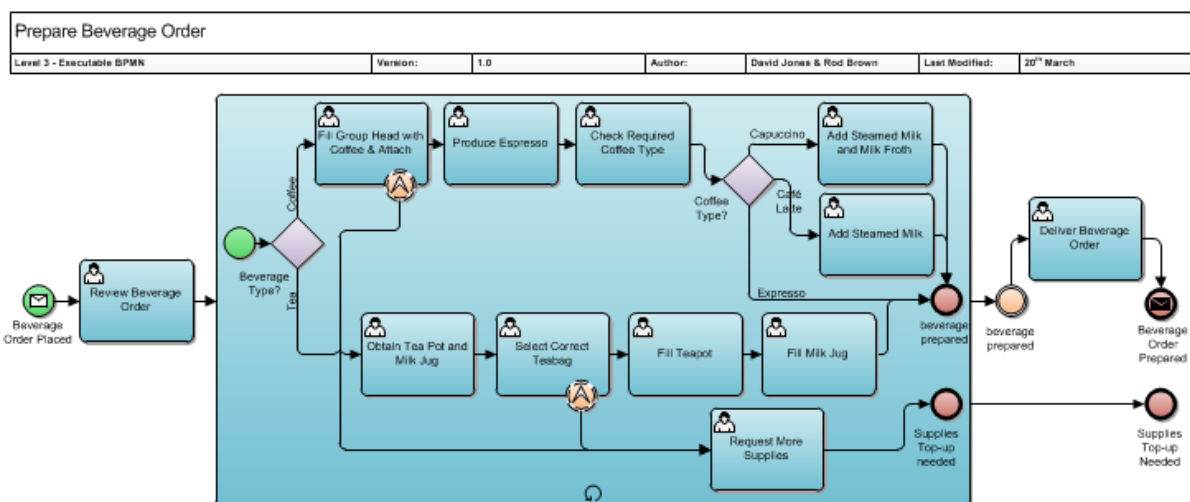 Prepare Beverage Order
Level 3 - Executable BPMN
Version:
1.0
Author:
David Jones & Rod Brown
Last Modified:
20th March
Fill Group Head with
Coffee & Attach
Produce Espresso
Check Required
Coffee Type
Capuccino
Add Steamed Milk
and Milk Froth
Coffee
Coffee
Type?
Café
Latte
Add Steamed Milk
Deliver Beverage
Order
Beverage
Type?
Tea
Review Beverage
Order
Beverage
Order Placed
Expresso
beverage
prepared
beverage
prepared
Beverage
Order
Prepared
Obtain Tea Pot and
Milk Jug
Select Correct
Teabag
Fill Teapot
Fill Milk Jug
Request More
Supplies
Supplies
Top-up
needed
Supplies
Top-up
Needed